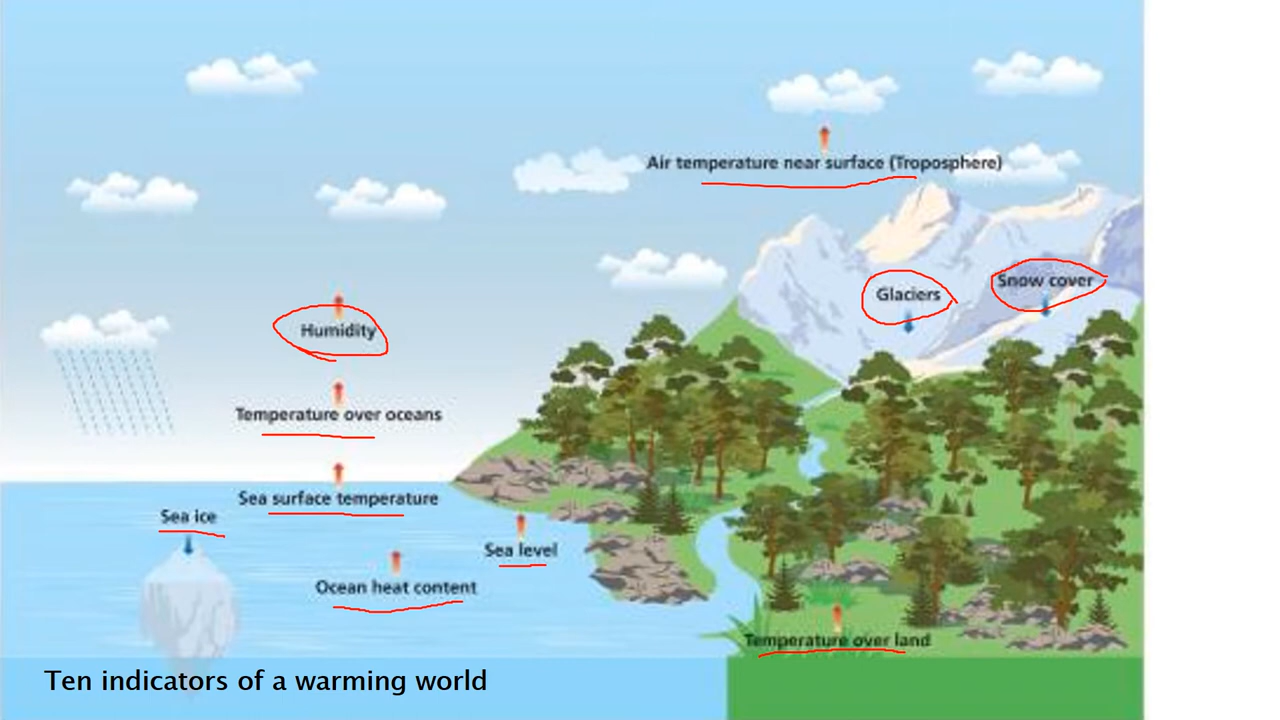 Air temperature near surface (Troposphere)
Glaciers
Snow cover
Humidity
Temperature over oceans
Sea surface temperature
Sea ice
Sea level
Ocean heat content
Temperature over land
Ten indicators of a warming world